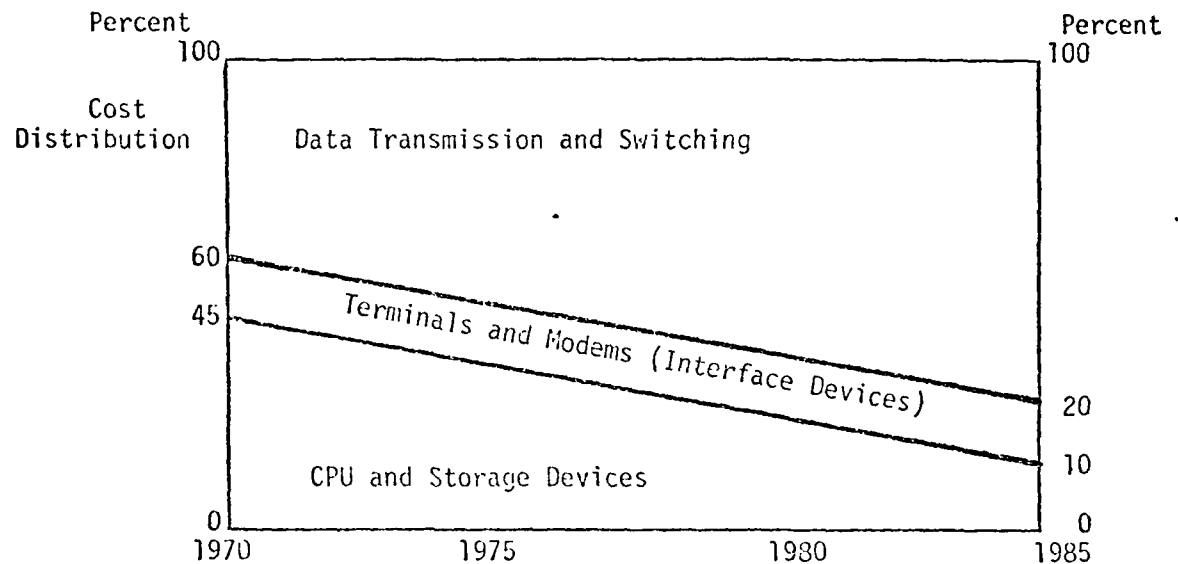 Percent
Percent
100
100
Cost
Distribution
Data Transmission and Switching
60
45
Terminals and Modems (Interface Devices)
20
10
CPU and Storage Devices
0
0
1970
1975
1980
1985